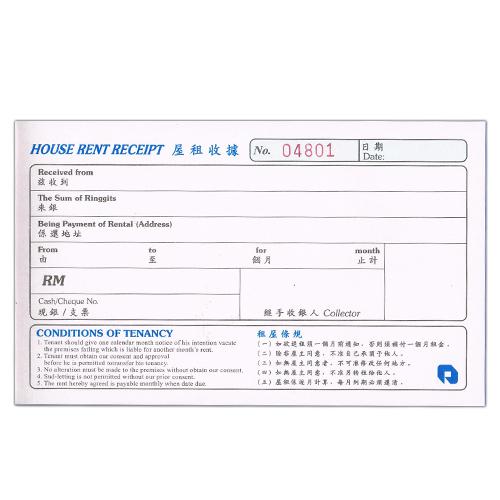 HOUSE RENT RECEIPT 屋租收據 No. 04801 日期 Date:
Received from
茲收到
The Sum of Ringgits
來銀
Being Payment of Rental (Address)
係還地址
From to for month
由 至 個月 止計
RM
Cash/Cheque No.
現銀/支票 經手收銀人 Collector
CONDITIONS OF TENANCY
1. Tenant should give one calendar month notice of his intention vacate
the premises failing which is liable for another month's rent.
2. Tenant must obtain our consent and approval
before he is permitted to transfer his tenancy.
3. No alteration must be made to the premises without obtain our consent.
4. Sud-letting is not permitted without our consent prior.
5. The rent hereby agreed is payable monthly when date due.
租屋條規
(一) 如欲退租須一個月前通知，否則須補付一個月租金。
(二) 除非屋主同意，不准自己承頂于他人。
(三) 如無屋主同意者，不可准修改任何地方。
(四) 如無屋主同意，不准另轉租給他人。
(五) 屋租係逐月計算，每月到期必須還清。